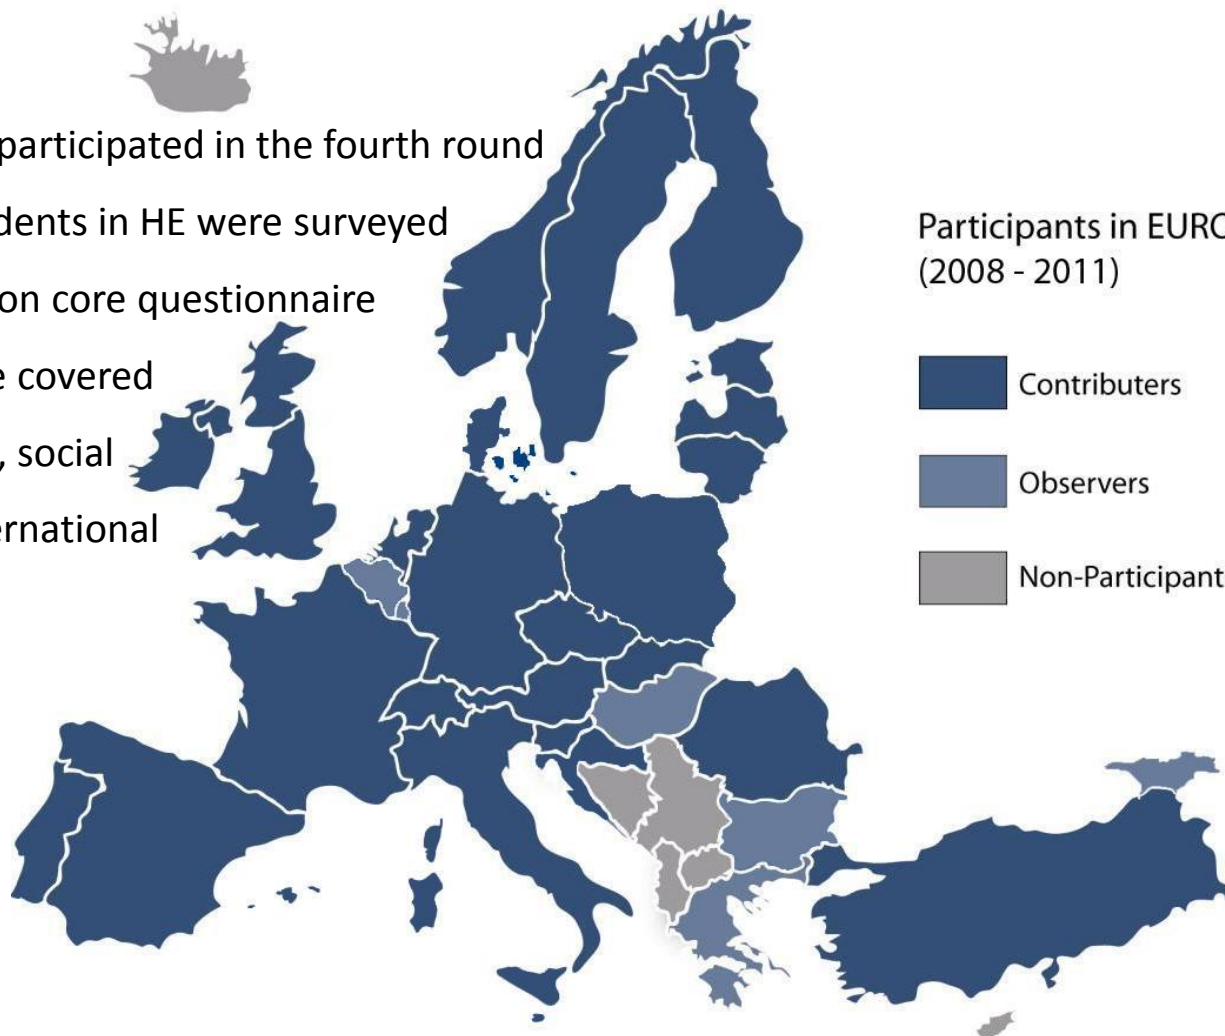 participated in the fourth round
dents in HE were surveyed
on core questionnaire
e covered
, social
ernational
Participants in EURO
(2008 - 2011)
Contributers
Observers
Non-Participant